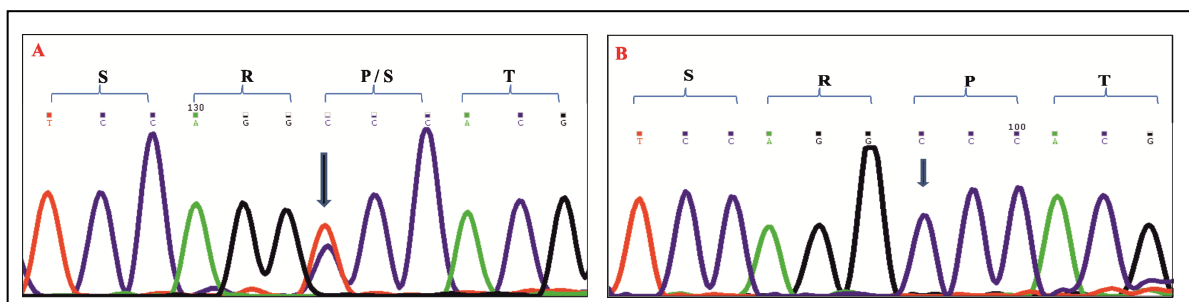 A
S R P / S T
130
T C C A G G C C C A C G
B
S R P T
100
T C C A G G C C C A C G